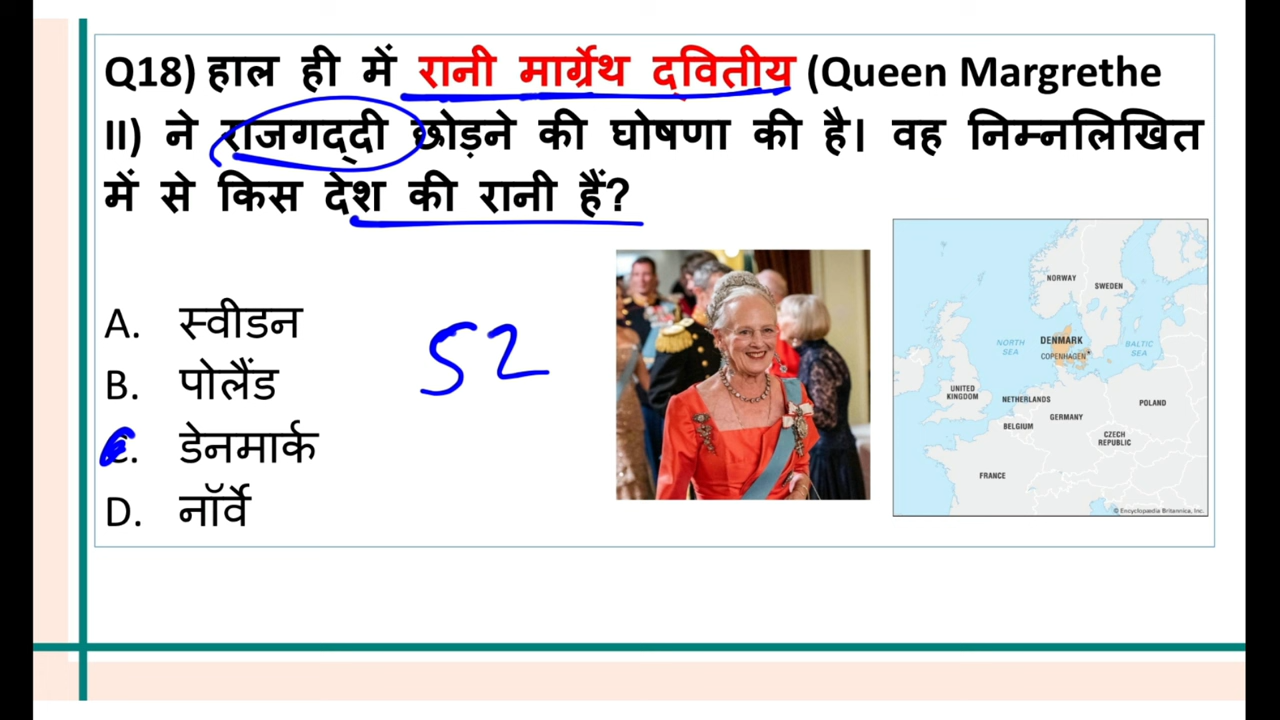 Q18) हाल ही में रानी मार्ग्रेथ द्वितीय (Queen Margrethe
II) ने राजगद्दी छोड़ने की घोषणा की है। वह निम्नलिखित
में से किस देश की रानी हैं?
A. स्वीडन
B. पोलैंड
C. डेनमार्क
D. नॉर्वे
52
NORWAY
SWEDEN
NORTH
SEA
DENMARK
COPENHAGEN
BALTIC
SEA
UNITED
KINGDOM
NETHERLANDS
POLAND
GERMANY
BELGIUM
CZECH
REPUBLIC
FRANCE
© Encyclopædia Britannica, Inc.